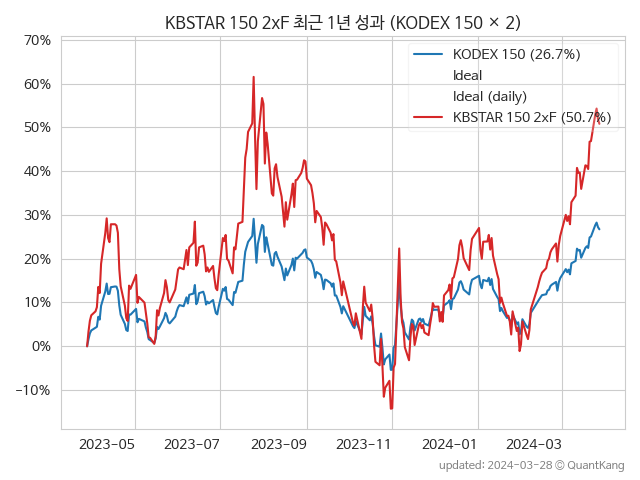 KBSTAR 150 2xF 최근 1년 성과 (KODEX 150 × 2)
70%
60%
50%
40%
30%
20%
10%
0%
−10%
KODEX 150 (26.7%)
Ideal
Ideal (daily)
KBSTAR 150 2xF (50.7%)
2023-05
2023-07
2023-09
2023-11
2024-01
2024-03
updated: 2024-03-28 © QuantKang